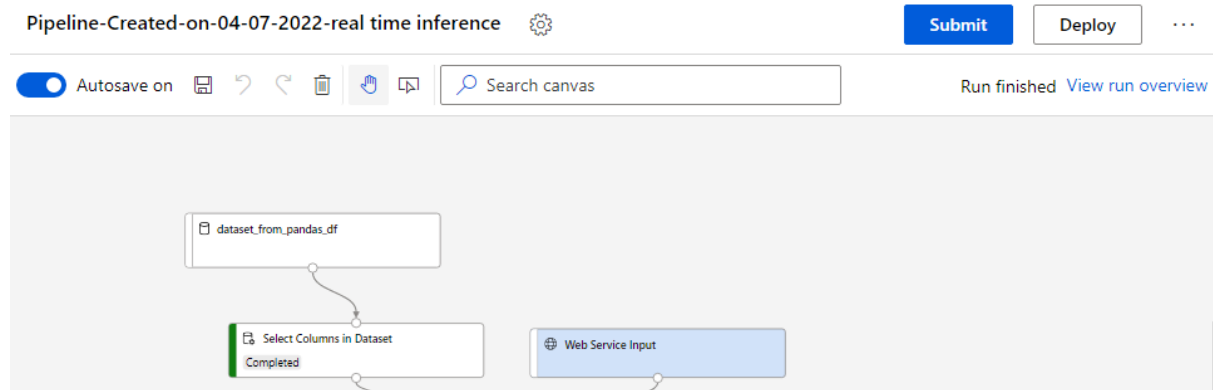 Pipeline-Created-on-04-07-2022-real time inference
Submit
Deploy
Autosave on
Search canvas
Run finished View run overview
dataset_from_pandas_df
Select Columns in Dataset
Completed
Web Service Input